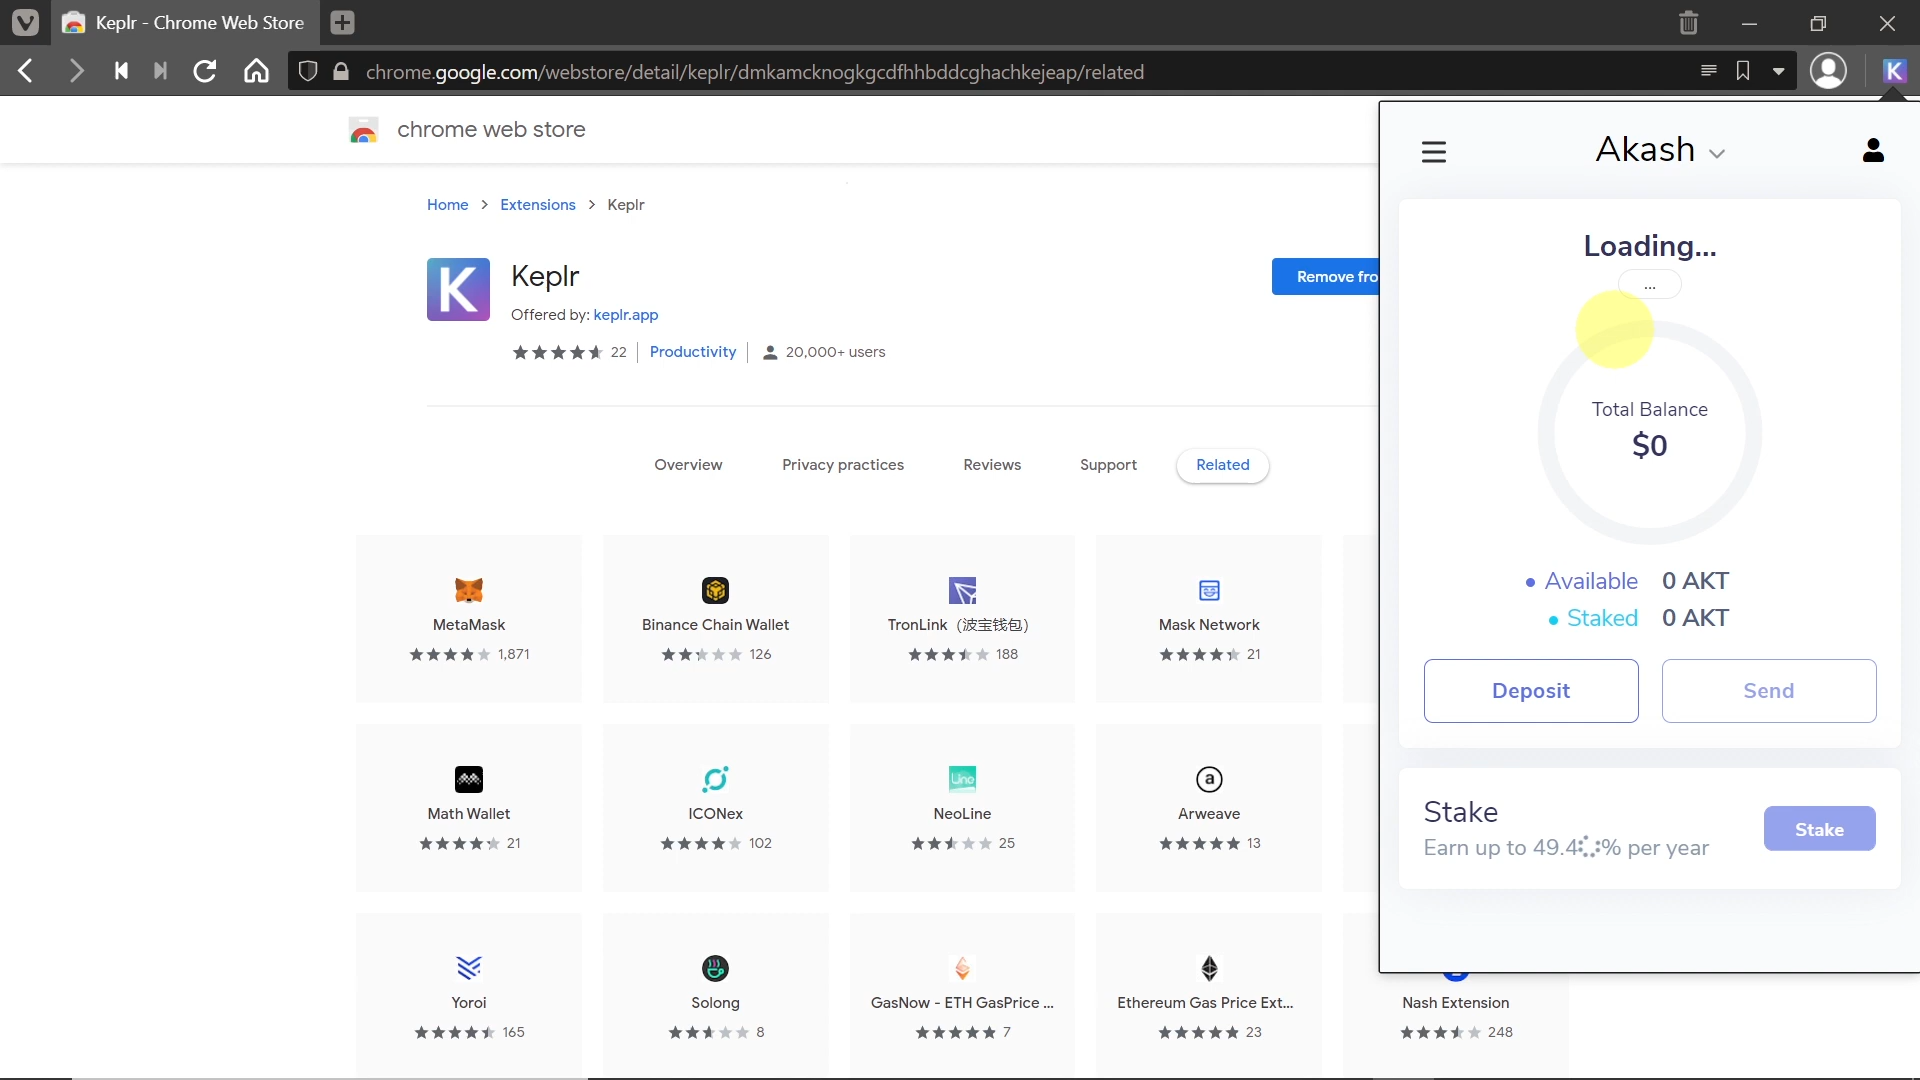 Keplr - Chrome Web Store
chrome.google.com/webstore/detail/keplr/dmkamcknogkgcdfhhbddcghachkejeap/related
K
chrome web store
Home > Extensions > Keplr
K
Keplr
Offered by: keplr.app
22
Productivity
20,000+ users
Remove fro
Overview
Privacy practices
Reviews
Support
Related
MetaMask
1,871
Binance Chain Wallet
126
TronLink (波宝钱包)
188
Mask Network
21
Math Wallet
21
ICONex
102
Line
NeoLine
25
a
Arweave
13
Yoroi
165
Solong
8
GasNow - ETH GasPrice ...
7
Ethereum Gas Price Ext...
23
Nash Extension
248
Akash
Loading...
...
Total Balance
$0
Available 0 AKT
Staked 0 AKT
Deposit
Send
Stake
Earn up to 49.4 % per year
Stake